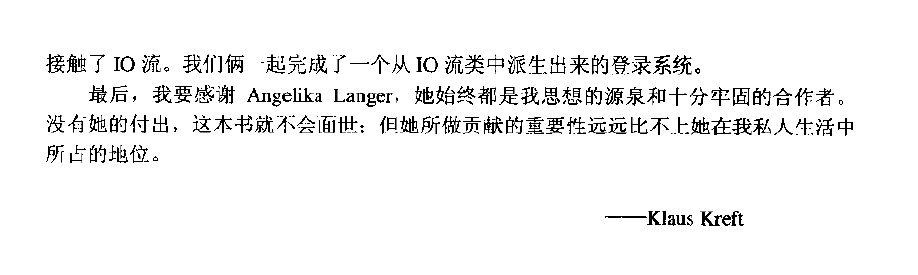 接触了 IO 流。我们俩一起完成了一个从 IO 流类中派生出来的登录系统。
最后，我要感谢 Angelika Langer，她始终都是我思想的源泉和十分牢固的合作者。
没有她的付出，这本书就不会面世；但她所做贡献的重要性远远比不上她在我私人生活中
所占的地位。
——Klaus Kreft